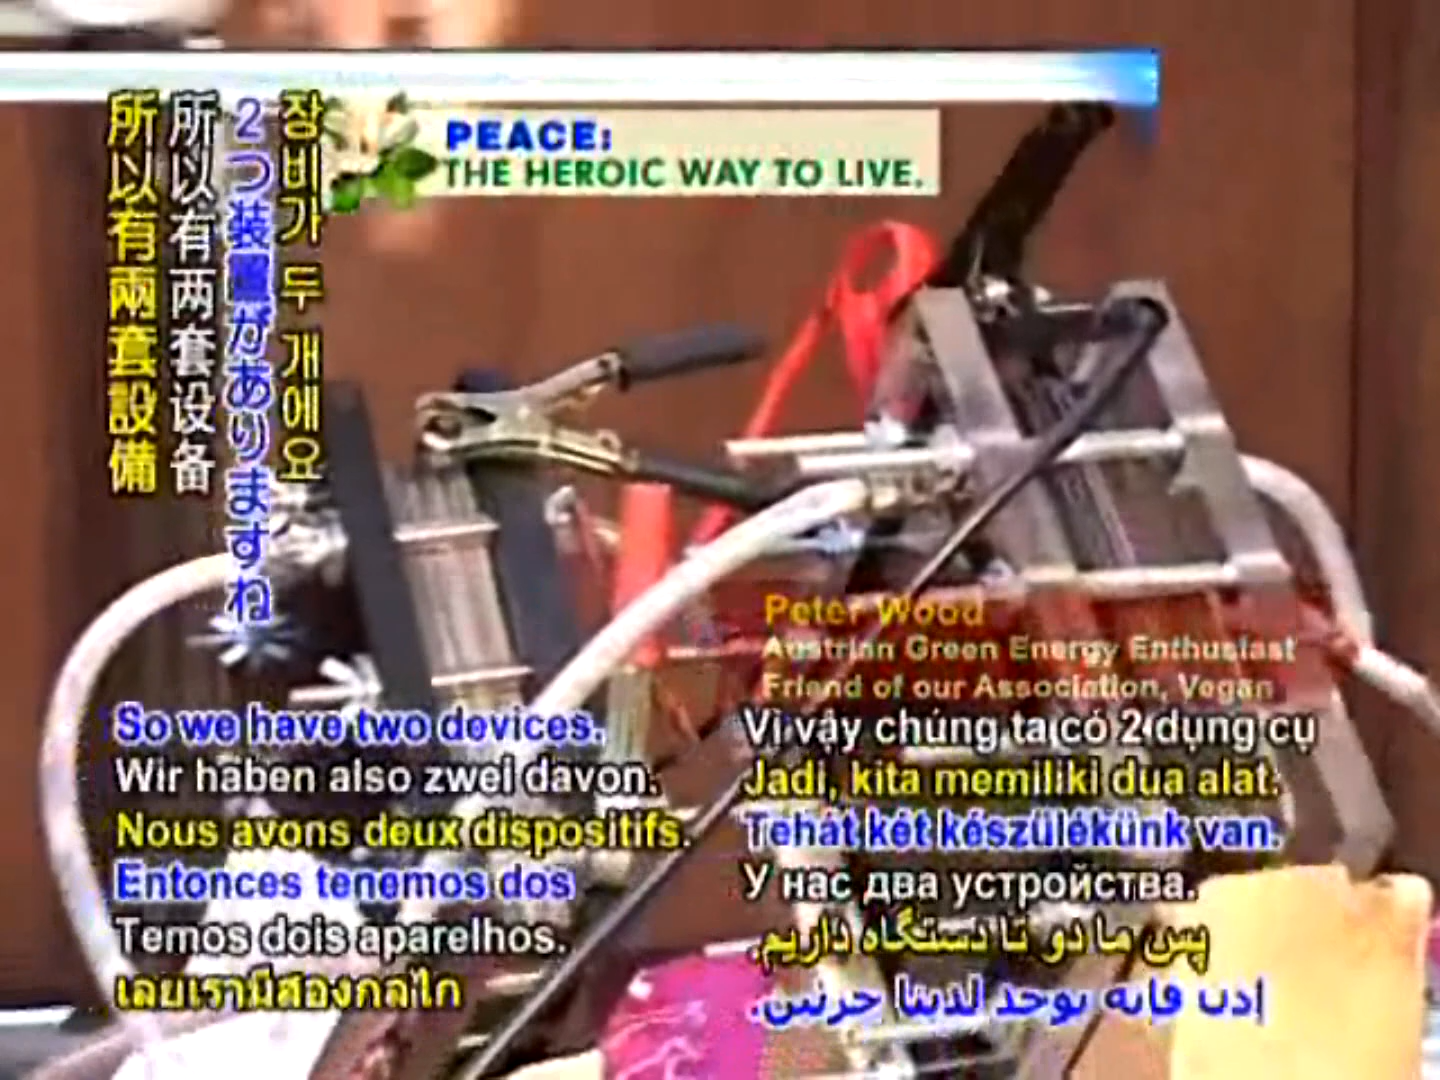 PEACE:
THE HEROIC WAY TO LIVE.
장비가 두 개에요
2つ装置がありますね
所以有两套设备
所以有兩套設備
Peter Wood
Austrian Green Energy Enthusiast
Friend of our Association, Vegan
So we have two devices.
Wir haben also zwei davon.
Nous avons deux dispositifs.
Entonces tenemos dos
Temos dois aparelhos.
เลยเรามีสองกลไก
Vì vậy chúng ta có 2 dụng cụ
Jadi, kita memiliki dua alat.
Tehát két készülékünk van.
У нас два устройства.
پس ما دو تا دستگاه داریم.
إذن فإنه يوجد لدينا جزئين.